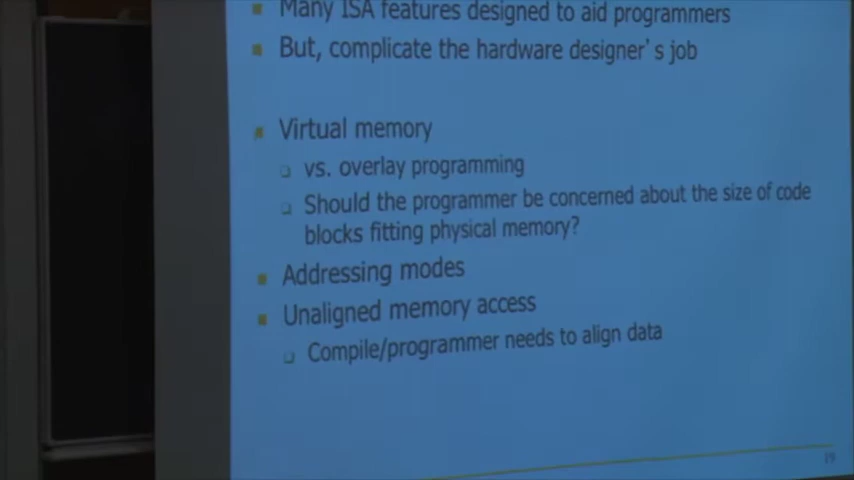 Many ISA features designed to aid programmers
But, complicate the hardware designer's job
Virtual memory
vs. overlay programming
Should the programmer be concerned about the size of code
blocks fitting physical memory?
Addressing modes
Unaligned memory access
Compile/programmer needs to align data
19